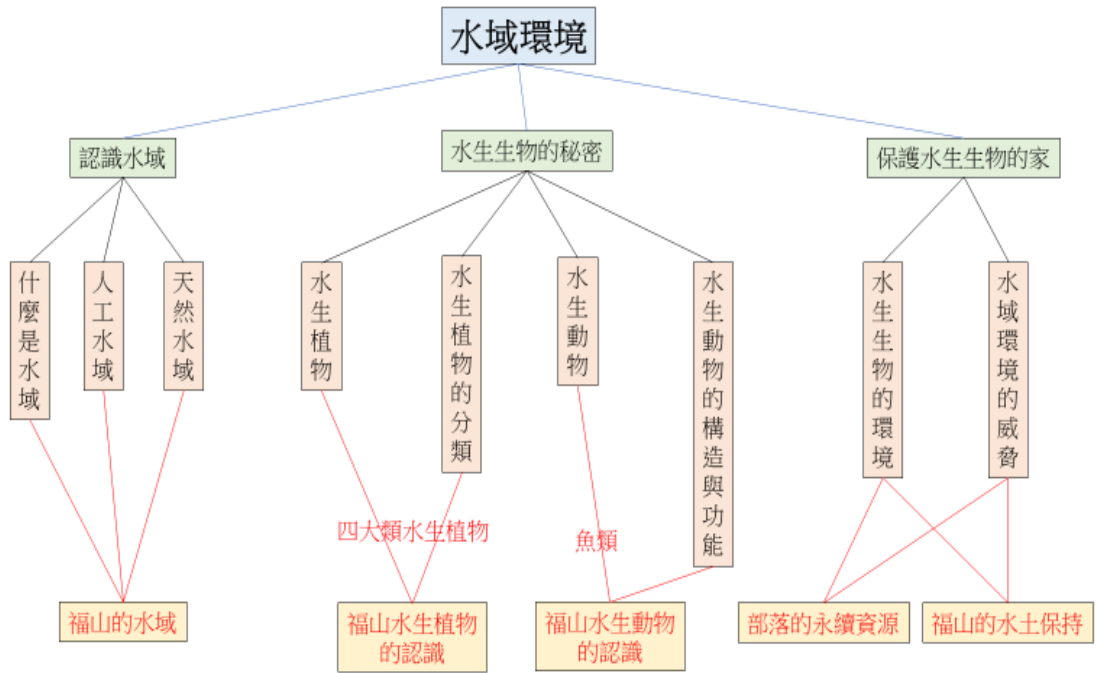 水域環境
認識水域
水生生物的秘密
保護水生生物的家
什麼是水域
人工水域
天然水域
水生植物
水生植物的分類
水生動物
水生動物的構造與功能
水生生物的環境
水域環境的威脅
四大類水生植物
魚類
福山的水域
福山水生植物
的認識
福山水生動物
的認識
部落的永續資源
福山的水土保持